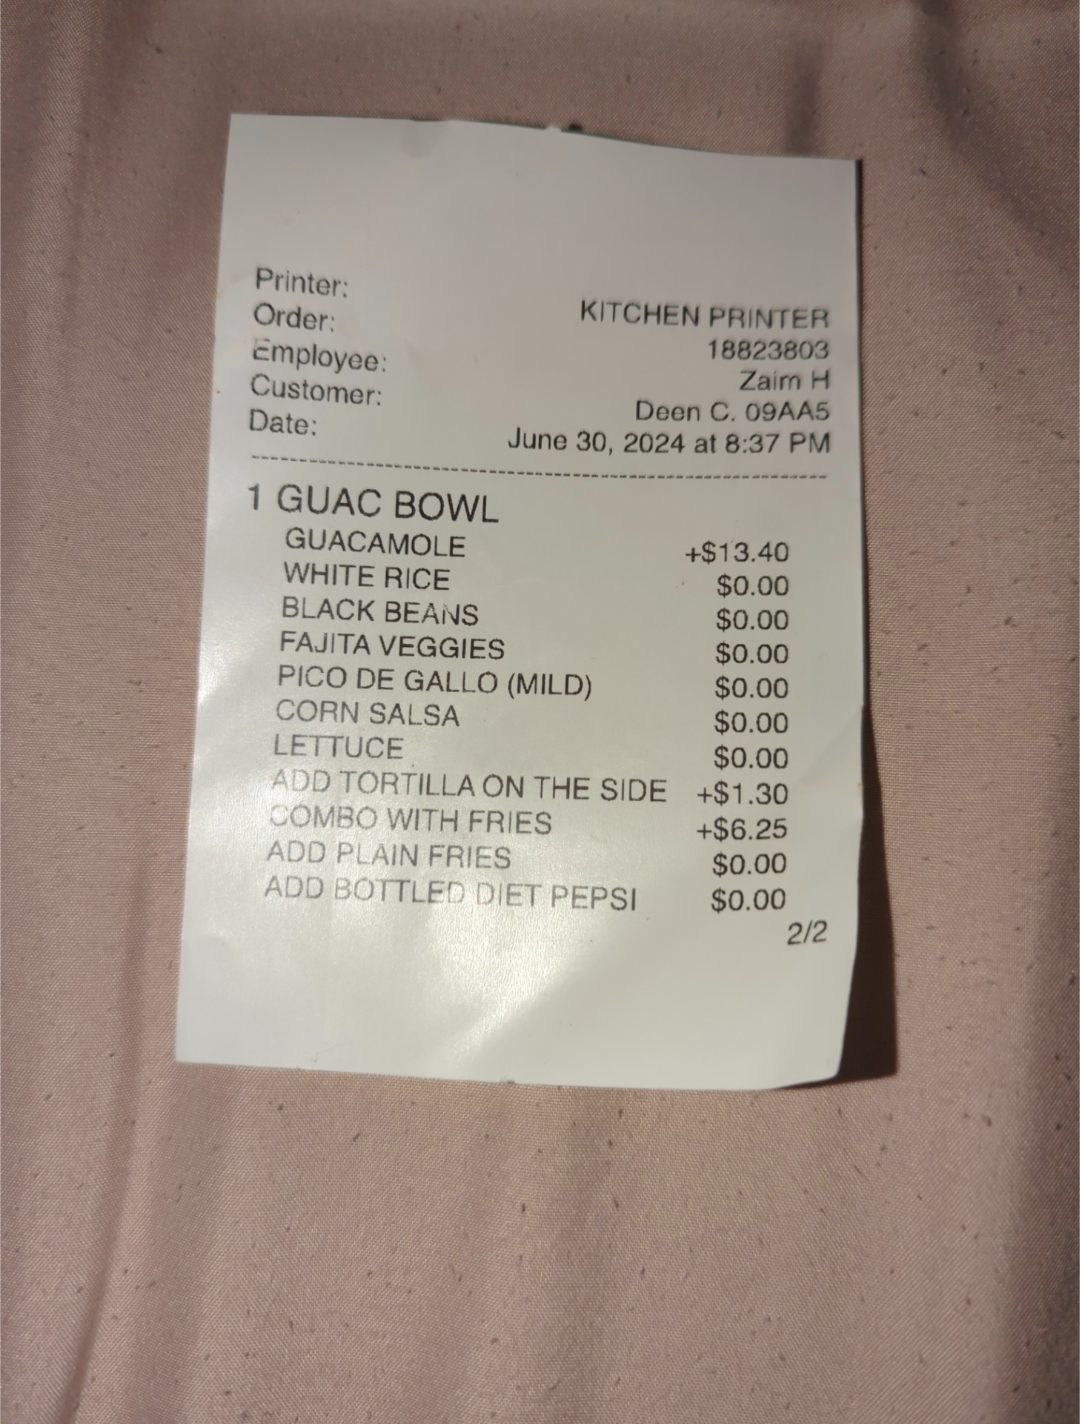 Printer: KITCHEN PRINTER
Order: 18823803
Employee: Zaim H
Customer: Deen C. 09AA5
Date: June 30, 2024 at 8:37 PM
1 GUAC BOWL
GUACAMOLE +$13.40
WHITE RICE $0.00
BLACK BEANS $0.00
FAJITA VEGGIES $0.00
PICO DE GALLO (MILD) $0.00
CORN SALSA $0.00
LETTUCE $0.00
ADD TORTILLA ON THE SIDE +$1.30
COMBO WITH FRIES +$6.25
ADD PLAIN FRIES $0.00
ADD BOTTLED DIET PEPSI $0.00
2/2